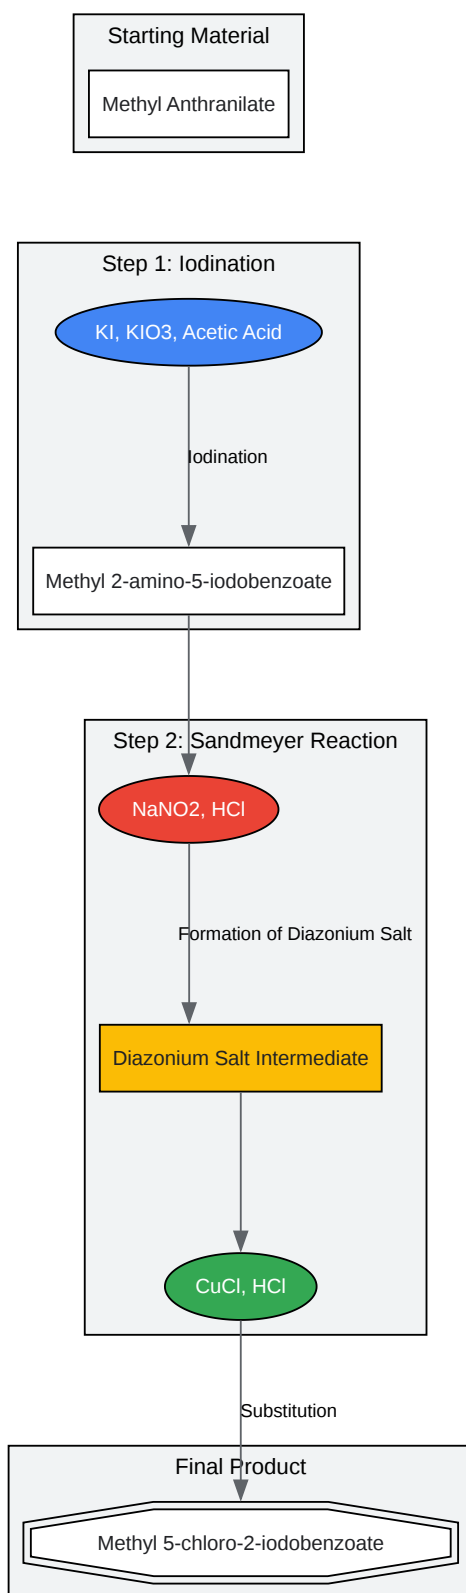 Starting Material
Methyl Anthranilate
Step 1: Iodination
KI, KIO3, Acetic Acid
Iodination
Methyl 2-amino-5-iodobenzoate
Step 2: Sandmeyer Reaction
NaNO2, HCl
Formation of Diazonium Salt
Diazonium Salt Intermediate
CuCl, HCl
Substitution
Final Product
Methyl 5-chloro-2-iodobenzoate